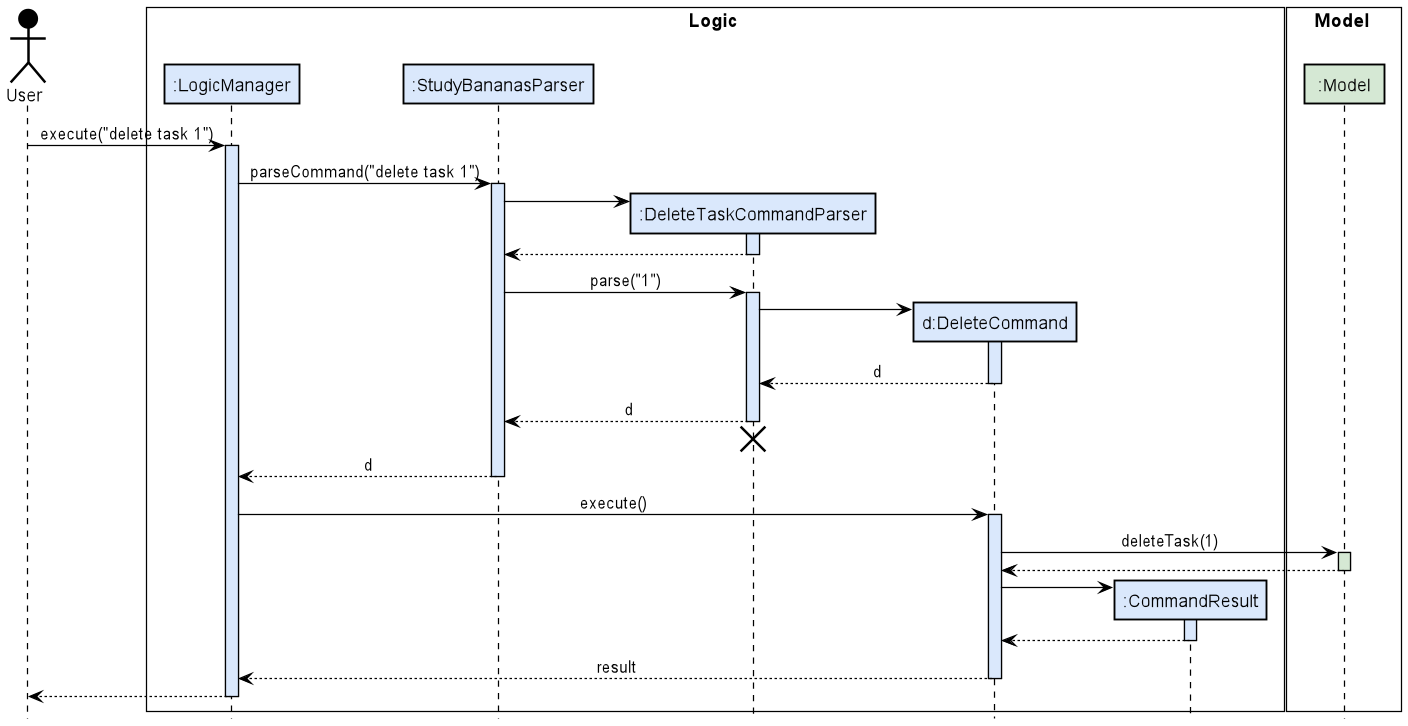 Logic
Model
User
:LogicManager
:StudyBananasParser
:Model
execute("delete task 1")
parseCommand("delete task 1")
:DeleteTaskCommandParser
parse("1")
d:DeleteCommand
d
d
d
execute()
deleteTask(1)
:CommandResult
result